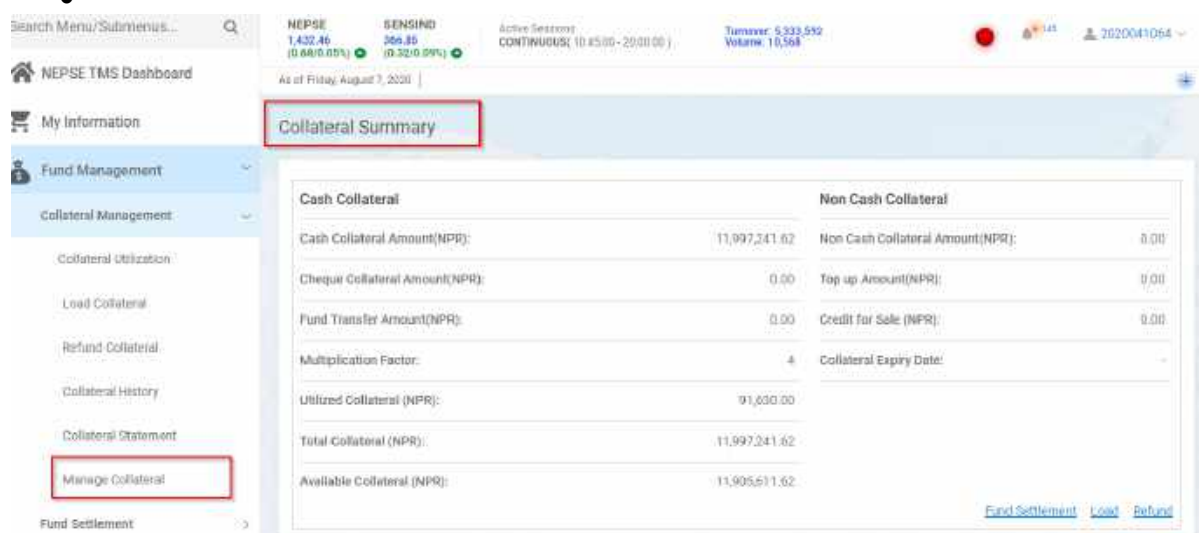 Search Menu/Submenus...
NEPSE
1,432.46
(0.68/0.05%)
SENSIND
306.85
(0.32/0.09%)
Active Sessions
CONTINUOUS( 10:45:00 - 20:00:00 )
Turnover: 5,333,592
Volume: 10,568
145
2020041064
As of Friday, August 7, 2020
NEPSE TMS Dashboard
My Information
Fund Management
Collateral Management
Collateral Utilization
Load Collateral
Refund Collateral
Collateral History
Collateral Statement
Manage Collateral
Fund Settlement
Collateral Summary
Cash Collateral
Cash Collateral Amount(NPR): 11,997,241.62
Cheque Collateral Amount(NPR): 0.00
Fund Transfer Amount(NPR): 0.00
Multiplication Factor: 4
Utilized Collateral (NPR): 91,630.00
Total Collateral (NPR): 11,997,241.62
Available Collateral (NPR): 11,905,611.62
Non Cash Collateral
Non Cash Collateral Amount(NPR): 0.00
Top up Amount(NPR): 0.00
Credit for Sale (NPR): 0.00
Collateral Expiry Date: -
Fund Settlement Load Refund